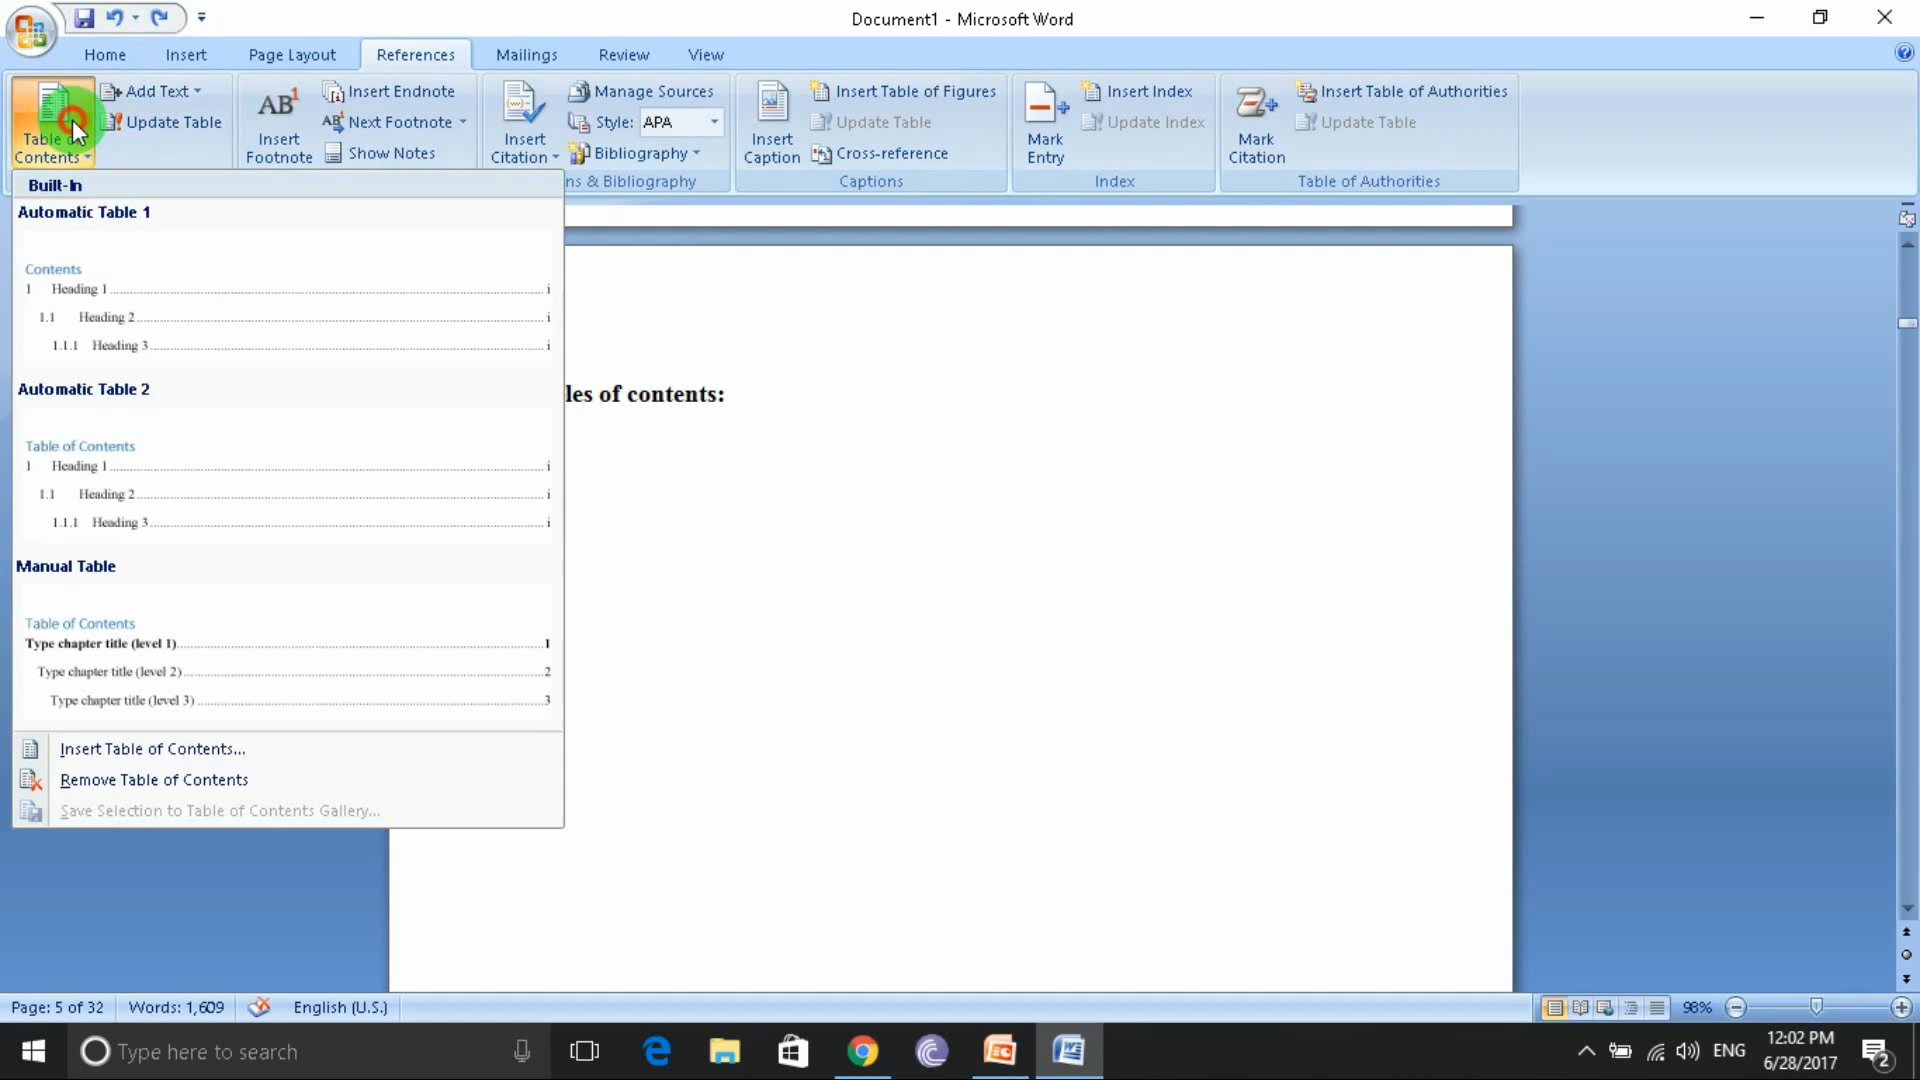 Document1 - Microsoft Word
Home Insert Page Layout References Mailings Review View
Table of Contents
Add Text
Update Table
AB1
Insert Footnote
Insert Endnote
AB Next Footnote
Show Notes
Insert Citation
Manage Sources
Style: APA
Bibliography
ns & Bibliography
Insert Caption
Insert Table of Figures
Update Table
Cross-reference
Captions
Mark Entry
Insert Index
Update Index
Index
Mark Citation
Insert Table of Authorities
Update Table
Table of Authorities
Built-In
Automatic Table 1
Contents
1 Heading 1 i
1.1 Heading 2 i
1.1.1 Heading 3 i
Automatic Table 2
Table of Contents
1 Heading 1 i
1.1 Heading 2 i
1.1.1 Heading 3 i
Manual Table
Table of Contents
Type chapter title (level 1) 1
Type chapter title (level 2) 2
Type chapter title (level 3) 3
Insert Table of Contents...
Remove Table of Contents
Save Selection to Table of Contents Gallery...
les of contents:
Page: 5 of 32 Words: 1,609 English (U.S.) 98%
Type here to search
ENG
12:02 PM
6/28/2017
2